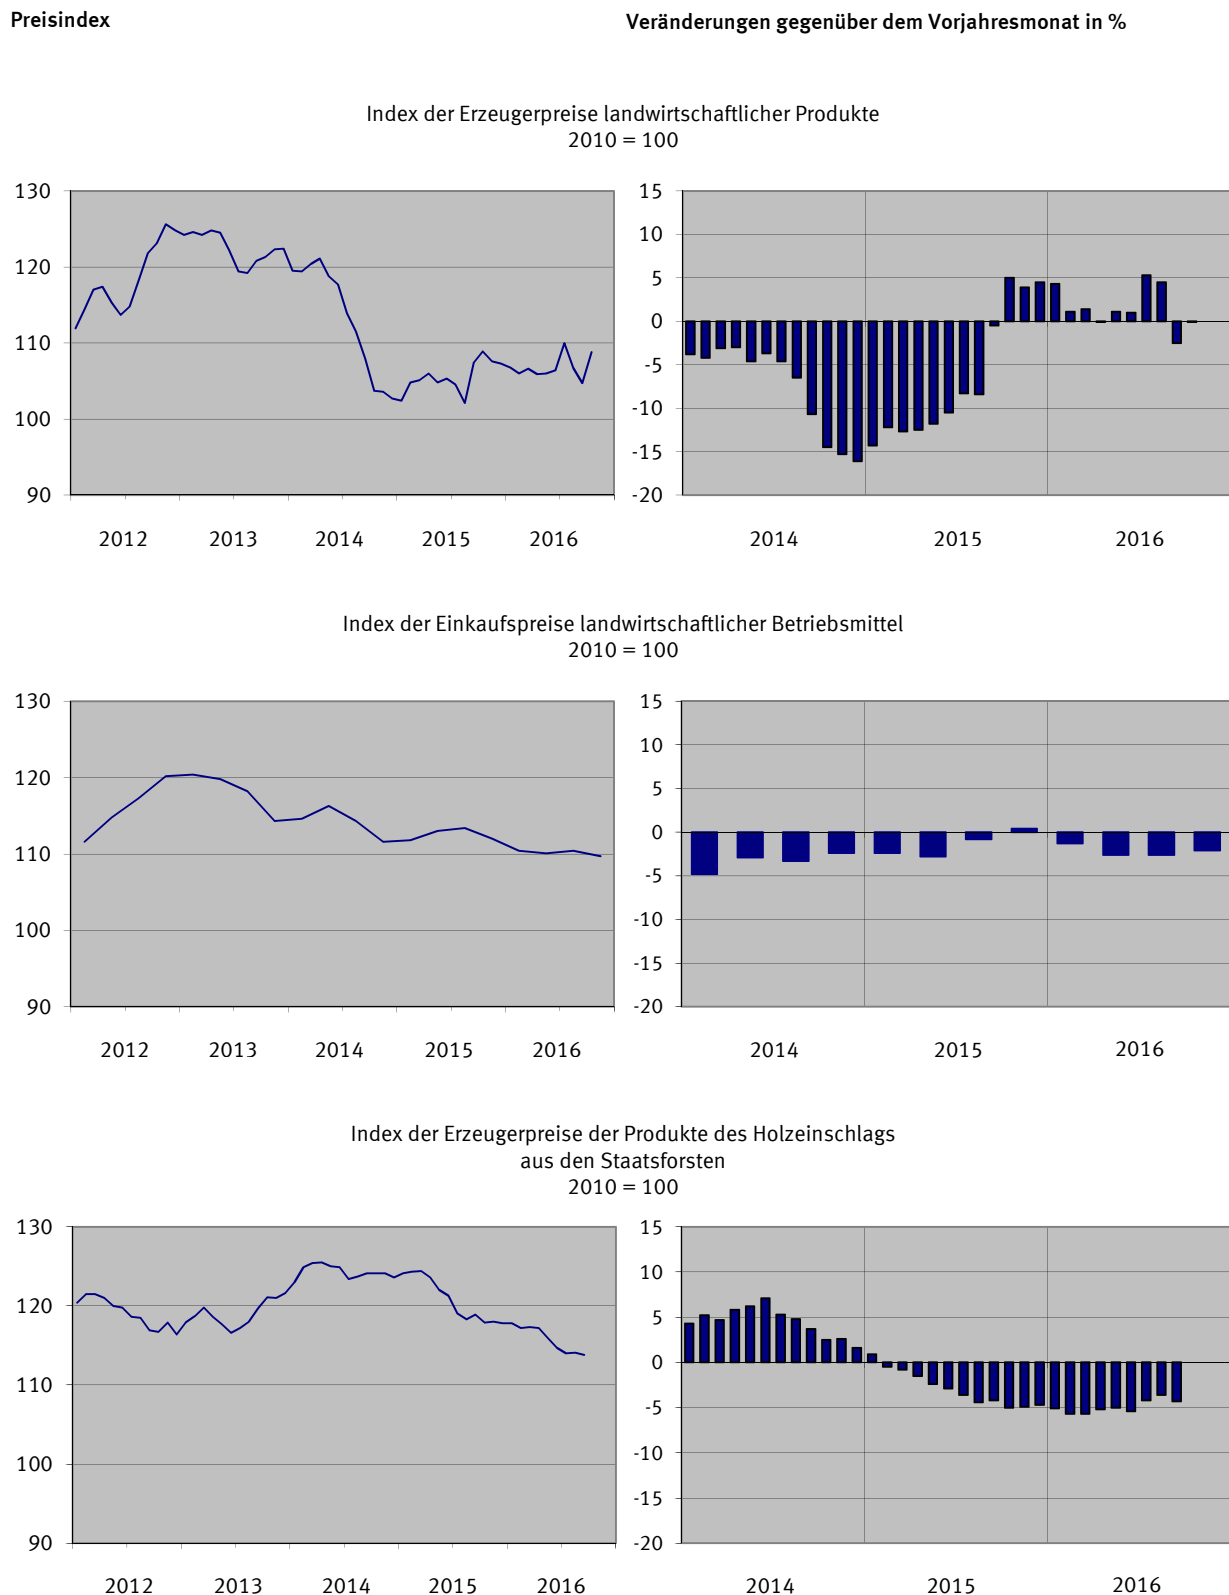 Preisindex
Veränderungen gegenüber dem Vorjahresmonat in %
Index der Erzeugerpreise landwirtschaftlicher Produkte
2010 = 100
130
120
110
100
90
2012 2013 2014 2015 2016
15
10
5
0
-5
-10
-15
-20
2014 2015 2016
Index der Einkaufspreise landwirtschaftlicher Betriebsmittel
2010 = 100
130
120
110
100
90
2012 2013 2014 2015 2016
15
10
5
0
-5
-10
-15
-20
2014 2015 2016
Index der Erzeugerpreise der Produkte des Holzeinschlags
aus den Staatsforsten
2010 = 100
130
120
110
100
90
2012 2013 2014 2015 2016
15
10
5
0
-5
-10
-15
-20
2014 2015 2016